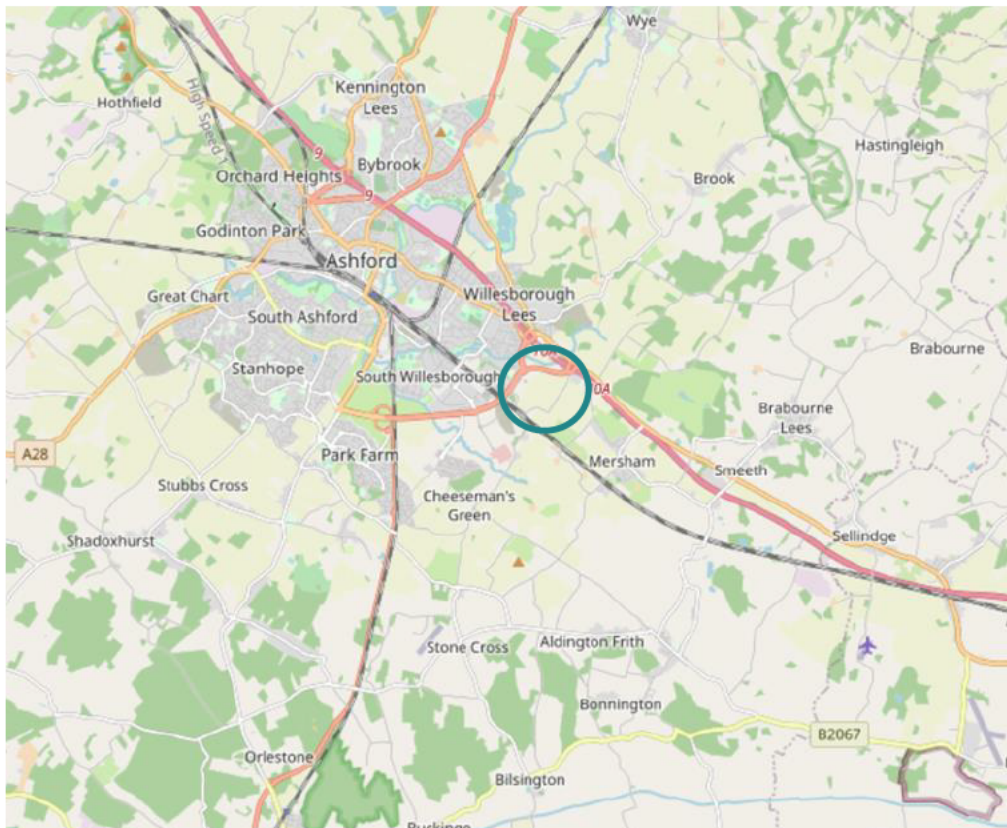 Wye
Kennington
Lees
Hothfield
High Speed 1
9
Hastingleigh
Bybrook
Orchard Heights
Brook
9
Godinton Park
Ashford
Great Chart
Willesborough
Lees
South Ashford
10A
Brabourne
Stanhope
South Willesborough
10A
Brabourne
Lees
A28
Park Farm
Mersham
Smeeth
Stubbs Cross
Cheeseman's
Green
Shadoxhurst
Sellindge
Stone Cross
Aldington Frith
Bonnington
B2067
Orlestone
Bilsington